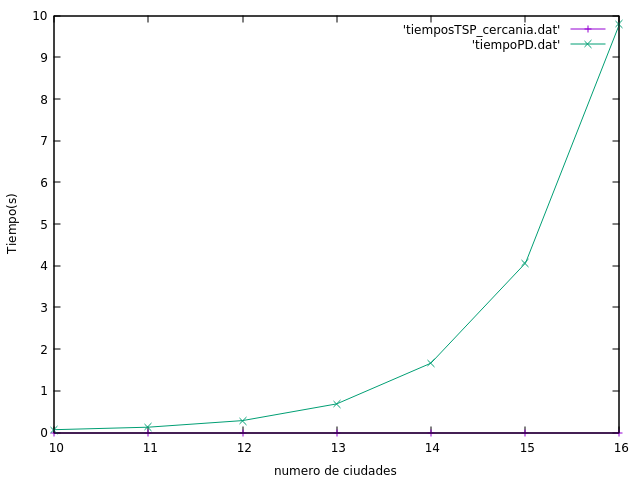 'tiemposTSP_cercania.dat'
'tiempoPD.dat'
10
9
8
7
6
5
4
3
2
1
0
Tiempo(s)
10 11 12 13 14 15 16
numero de ciudades